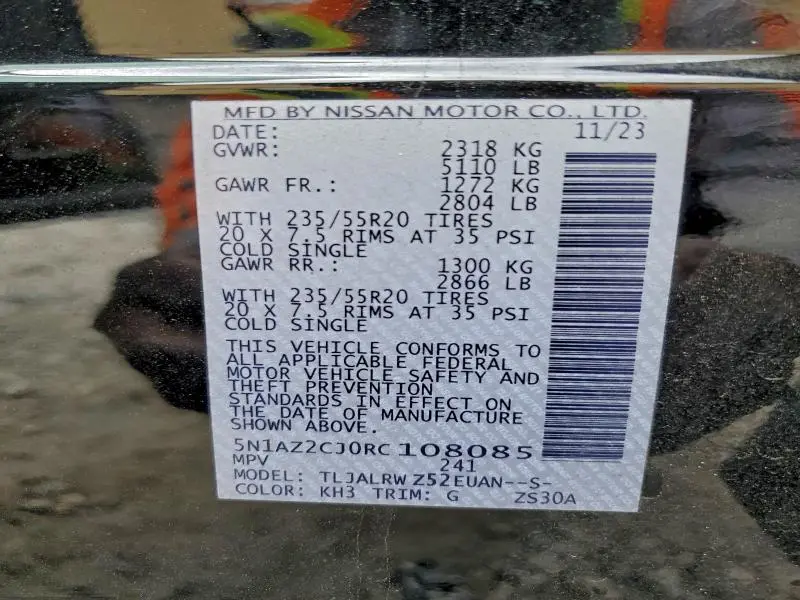 MFD BY NISSAN MOTOR CO., LTD.
DATE: 11/23
GVWR: 2318 KG
5110 LB
GAWR FR.: 1272 KG
2804 LB
WITH 235/55R20 TIRES
20 X 7.5 RIMS AT 35 PSI
COLD SINGLE
GAWR RR.: 1300 KG
2866 LB
WITH 235/55R20 TIRES
20 X 7.5 RIMS AT 35 PSI
COLD SINGLE
THIS VEHICLE CONFORMS TO
ALL APPLICABLE FEDERAL
MOTOR VEHICLE SAFETY AND
THEFT PREVENTION
STANDARDS IN EFFECT ON
THE DATE OF MANUFACTURE
SHOWN ABOVE.
5N1AZ2CJ0RC108085
MPV 241
MODEL: TLJALRWZ52EUAN--S-
COLOR: KH3 TRIM: G ZS30A